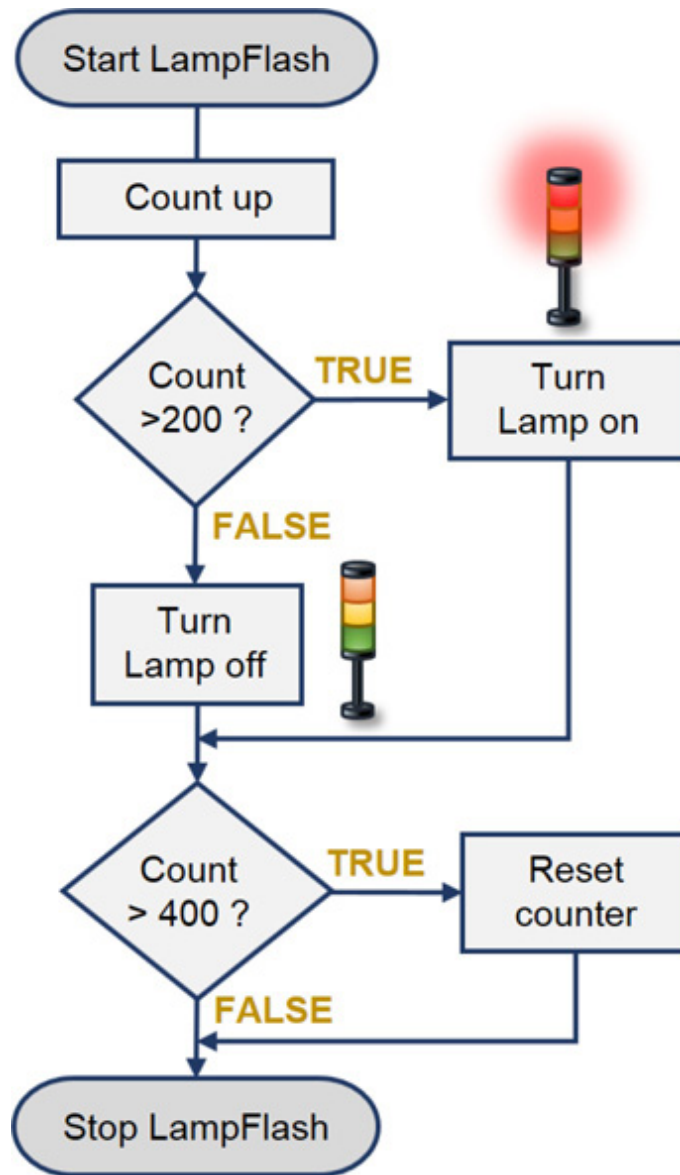 Start LampFlash
Count up
Count
>200 ?
TRUE
Turn
Lamp on
FALSE
Turn
Lamp off
Count
> 400 ?
TRUE
Reset
counter
FALSE
Stop LampFlash